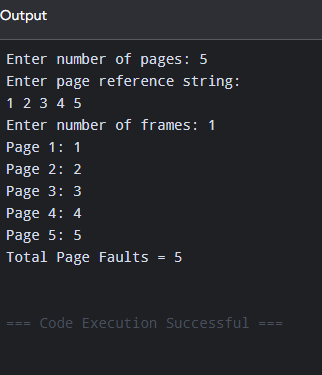 Output
Enter number of pages: 5
Enter page reference string:
1 2 3 4 5
Enter number of frames: 1
Page 1: 1
Page 2: 2
Page 3: 3
Page 4: 4
Page 5: 5
Total Page Faults = 5
=== Code Execution Successful ===